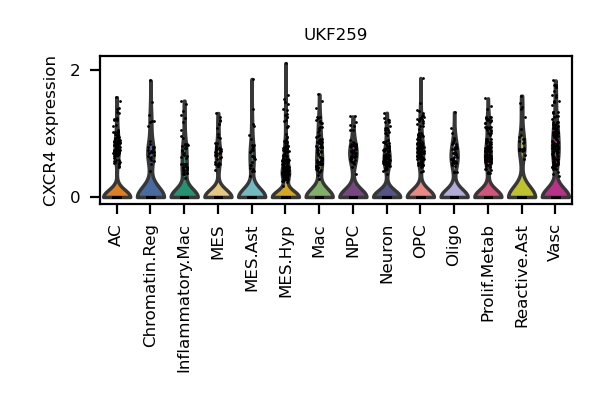 UKF259
CXCR4 expression
2
0
AC
Chromatin.Reg
Inflammatory.Mac
MES
MES.Ast
MES.Hyp
Mac
NPC
Neuron
OPC
Oligo
Prolif.Metab
Reactive.Ast
Vasc